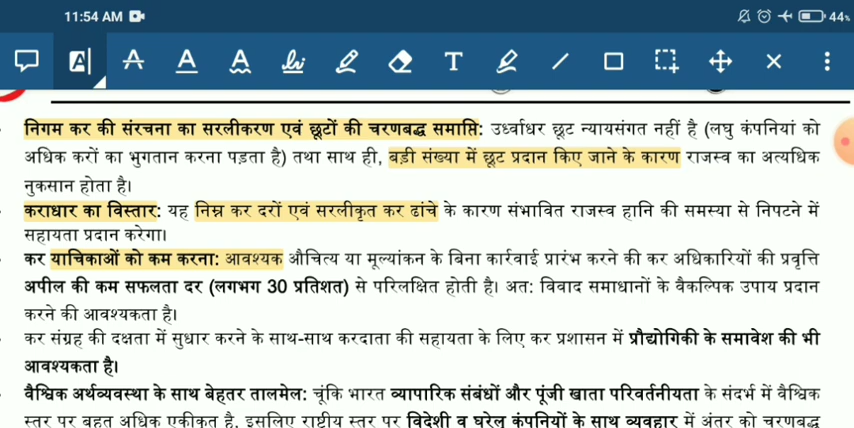 11:54 AM 44%
A A A A T
निगम कर की संरचना का सरलीकरण एवं छूटों की चरणबद्ध समाप्ति: उर्ध्वाधर छूट न्यायसंगत नहीं है (लघु कंपनियां को
अधिक करों का भुगतान करना पड़ता है) तथा साथ ही, बड़ी संख्या में छूट प्रदान किए जाने के कारण राजस्व का अत्यधिक
नुकसान होता है।
कराधार का विस्तार: यह निम्न कर दरों एवं सरलीकृत कर ढांचे के कारण संभावित राजस्व हानि की समस्या से निपटने में
सहायता प्रदान करेगा।
कर याचिकाओं को कम करना: आवश्यक औचित्य या मूल्यांकन के बिना कार्रवाई प्रारंभ करने की कर अधिकारियों की प्रवृत्ति
अपील की कम सफलता दर (लगभग 30 प्रतिशत) से परिलक्षित होती है। अत: विवाद समाधानों के वैकल्पिक उपाय प्रदान
करने की आवश्यकता है।
कर संग्रह की दक्षता में सुधार करने के साथ-साथ करदाता की सहायता के लिए कर प्रशासन में प्रौद्योगिकी के समावेश की भी
आवश्यकता है।
वैश्विक अर्थव्यवस्था के साथ बेहतर तालमेल: चूंकि भारत व्यापारिक संबंधों और पूंजी खाता परिवर्तनीयता के संदर्भ में वैश्विक
स्तर पर बहुत अधिक एकीकृत है, इसलिए राष्ट्रीय स्तर पर विदेशी व घरेलू कंपनियों के साथ व्यवहार में अंतर को चरणबद्ध